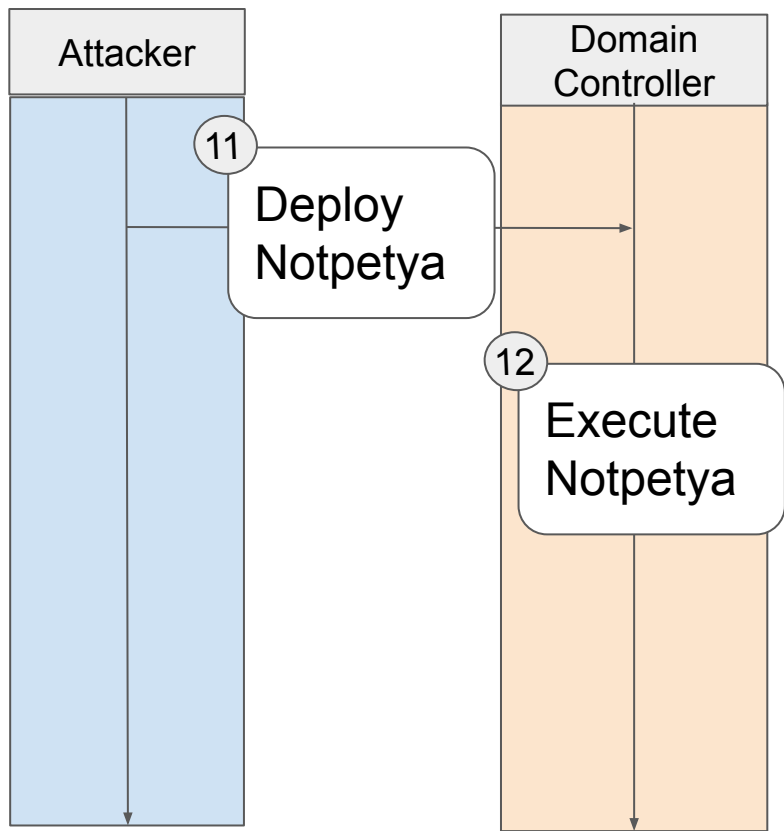 Attacker
Domain
Controller
11
Deploy
Notpetya
12
Execute
Notpetya